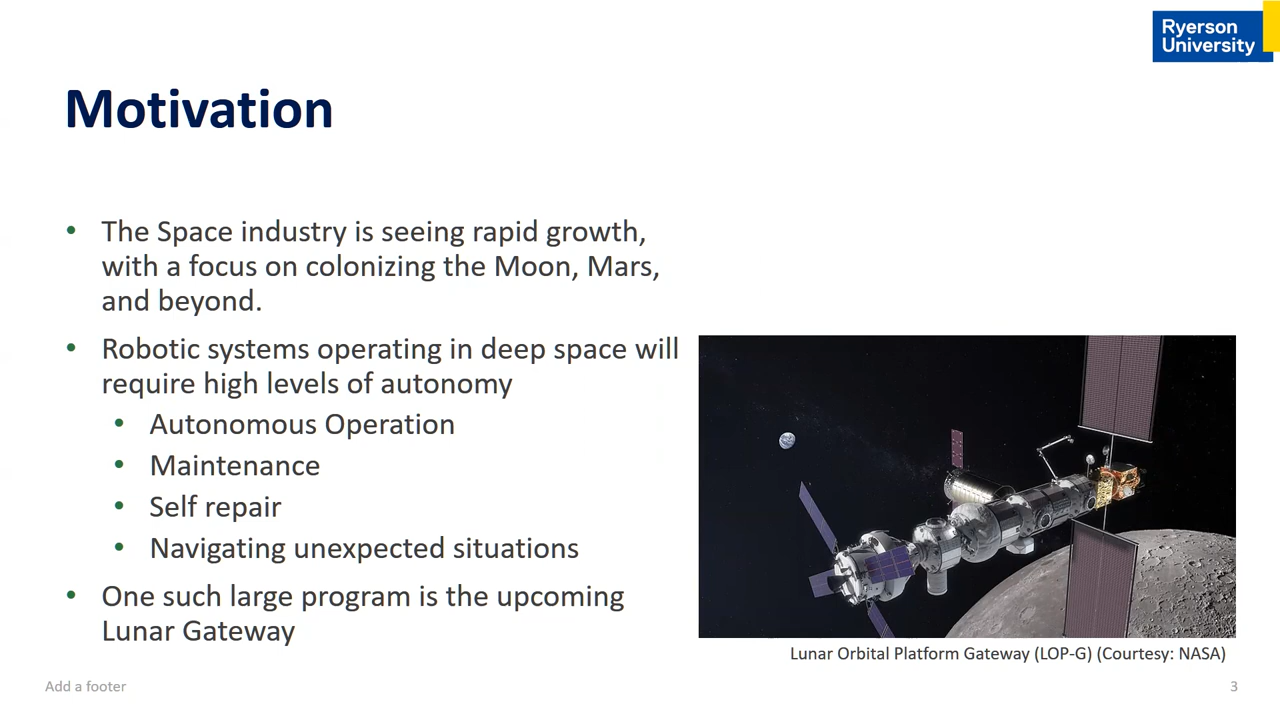 Ryerson
University
Motivation
• The Space industry is seeing rapid growth,
with a focus on colonizing the Moon, Mars,
and beyond.
• Robotic systems operating in deep space will
require high levels of autonomy
• Autonomous Operation
• Maintenance
• Self repair
• Navigating unexpected situations
• One such large program is the upcoming
Lunar Gateway
Lunar Orbital Platform Gateway (LOP-G) (Courtesy: NASA)
Add a footer
3